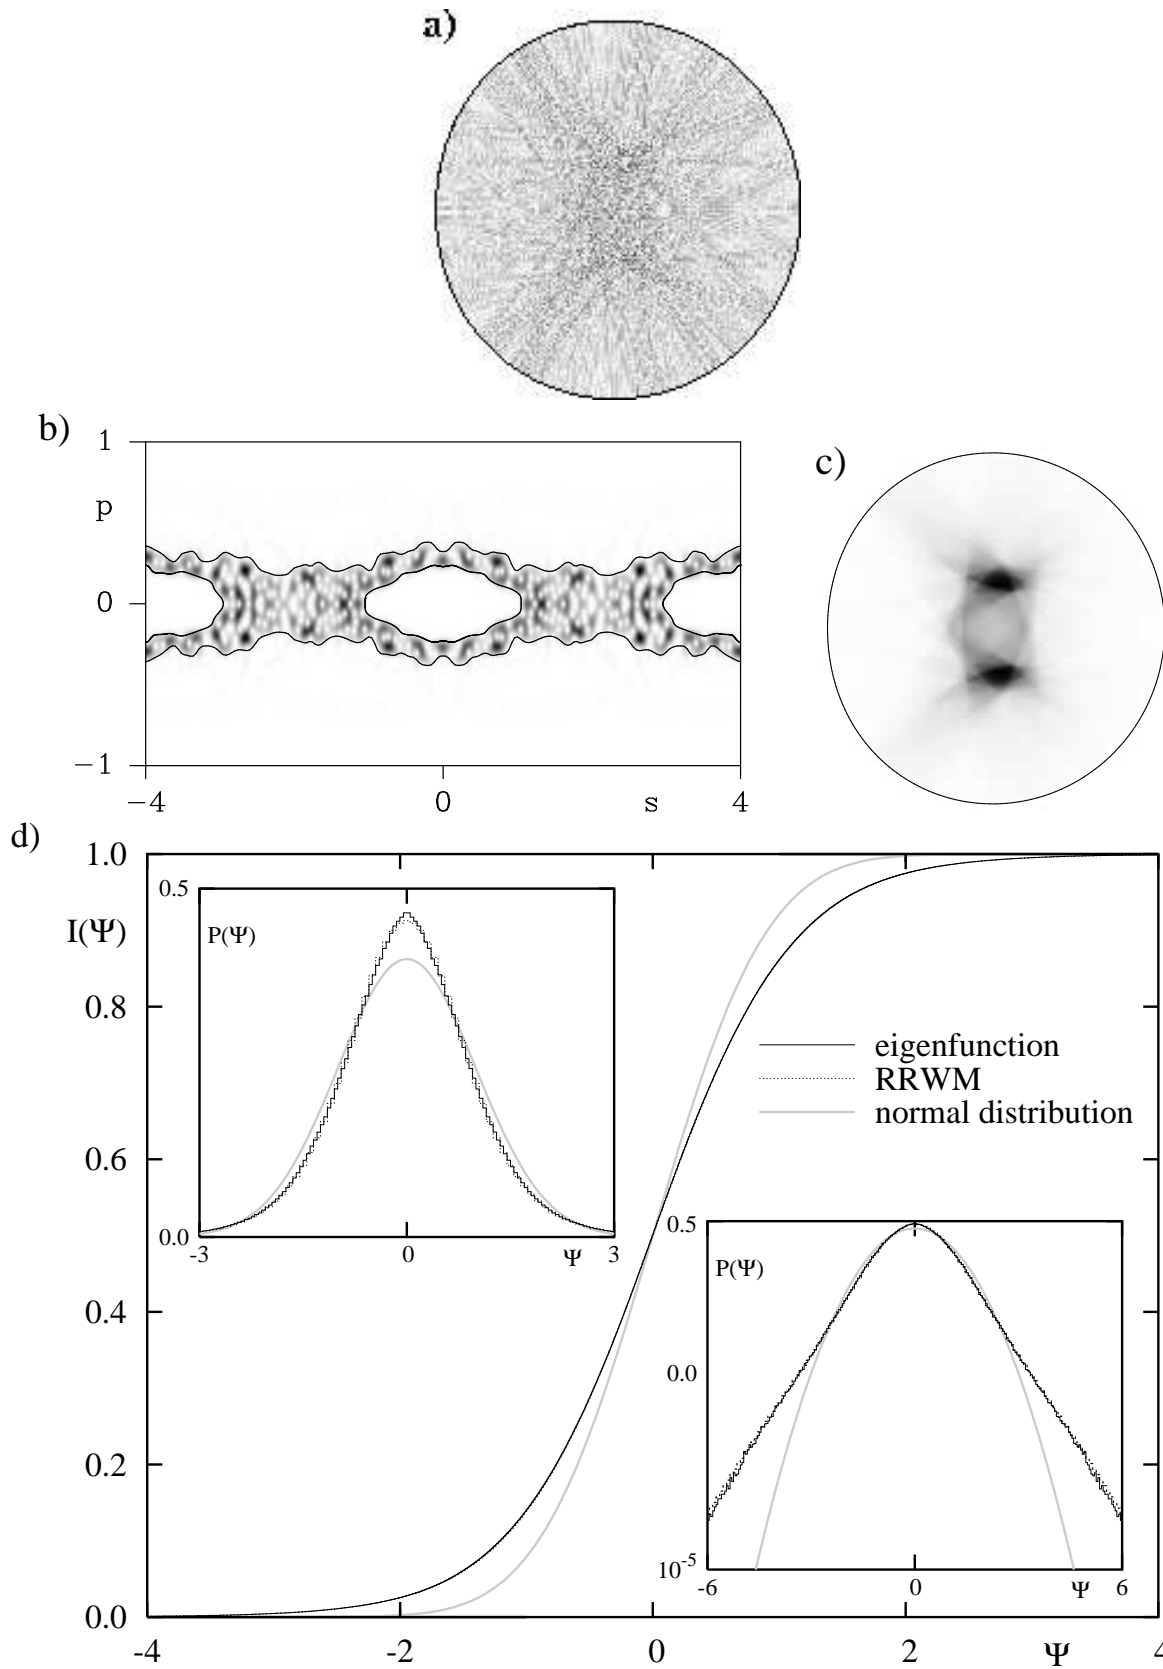 a)
b)
1
p
0
−1
−4
0
s
4
c)
d)
1.0
I(Ψ)
0.8
0.6
0.4
0.2
0.0
-4
-2
0
2
Ψ
4
0.5
P(Ψ)
0.0
-3
0
Ψ
3
eigenfunction
RRWM
normal distribution
0.5
P(Ψ)
0.0
10-5
-6
0
Ψ
6